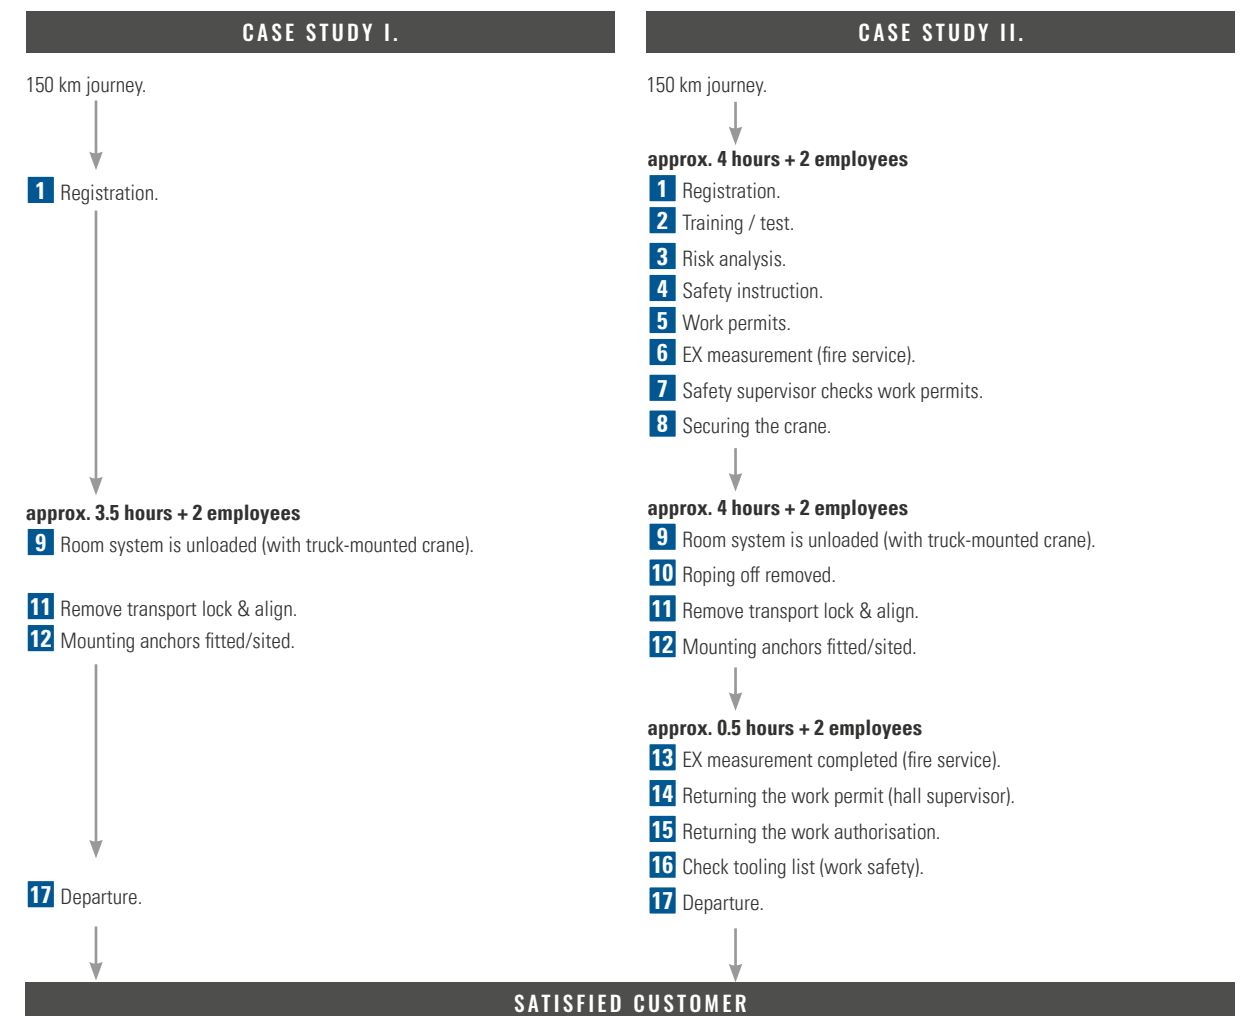 CASE STUDY I.
150 km journey.
1 Registration.
approx. 3.5 hours + 2 employees
9 Room system is unloaded (with truck-mounted crane).
11 Remove transport lock & align.
12 Mounting anchors fitted/sited.
17 Departure.
CASE STUDY II.
150 km journey.
approx. 4 hours + 2 employees
1 Registration.
2 Training / test.
3 Risk analysis.
4 Safety instruction.
5 Work permits.
6 EX measurement (fire service).
7 Safety supervisor checks work permits.
8 Securing the crane.
approx. 4 hours + 2 employees
9 Room system is unloaded (with truck-mounted crane).
10 Roping off removed.
11 Remove transport lock & align.
12 Mounting anchors fitted/sited.
approx. 0.5 hours + 2 employees
13 EX measurement completed (fire service).
14 Returning the work permit (hall supervisor).
15 Returning the work authorisation.
16 Check tooling list (work safety).
17 Departure.
SATISFIED CUSTOMER